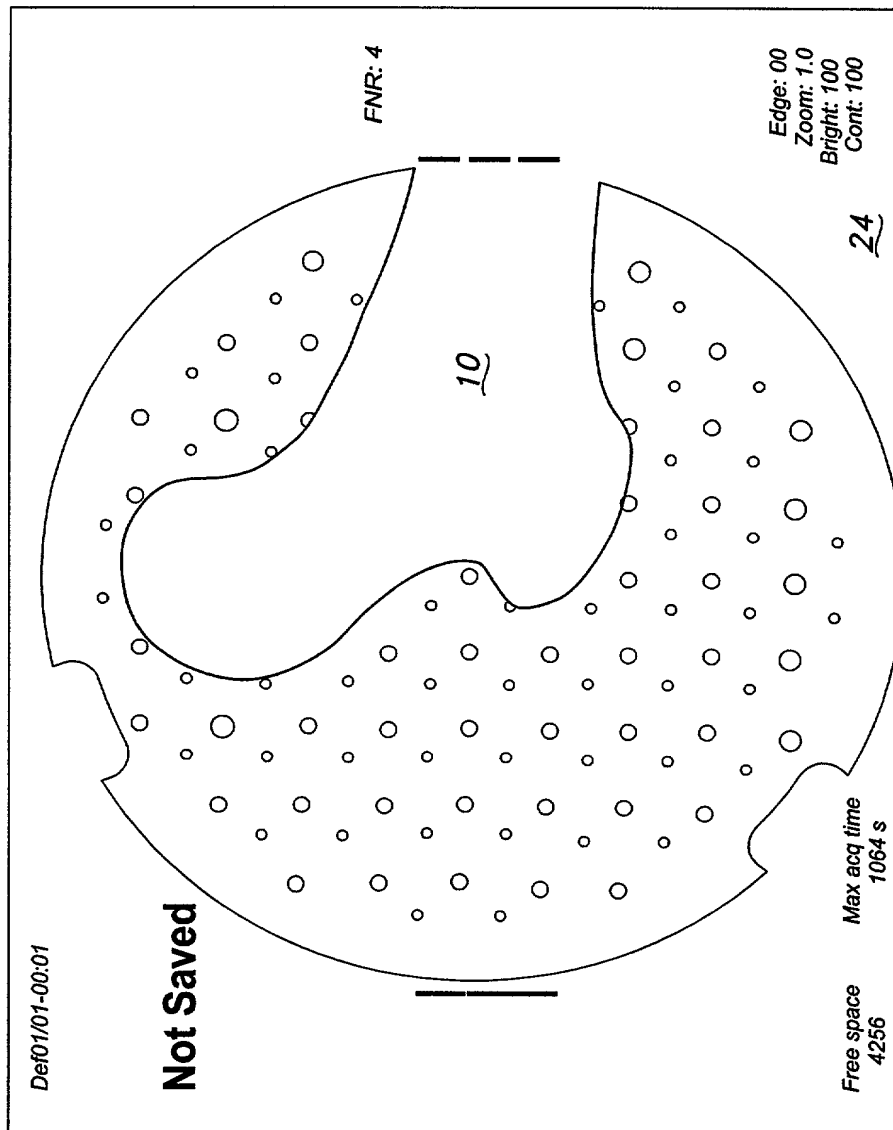 Def01/01-00:01
Not Saved
FNR: 4
10
Edge: 00
Zoom: 1.0
Bright: 100
Cont: 100
24
Free space
4256
Max acq time
1064 s